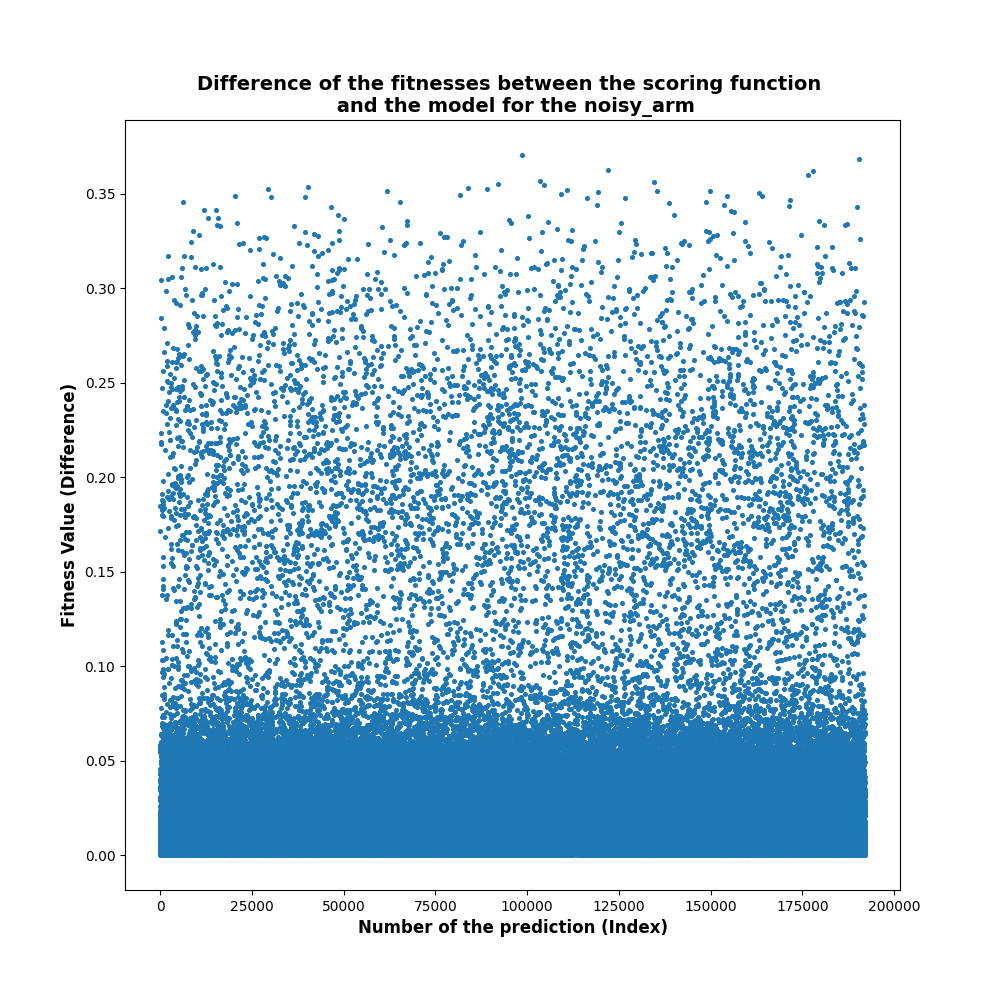 Difference of the fitnesses between the scoring function
and the model for the noisy_arm
0.35
0.30
0.25
0.20
0.15
0.10
0.05
0.00
Fitness Value (Difference)
0 25000 50000 75000 100000 125000 150000 175000 200000
Number of the prediction (Index)